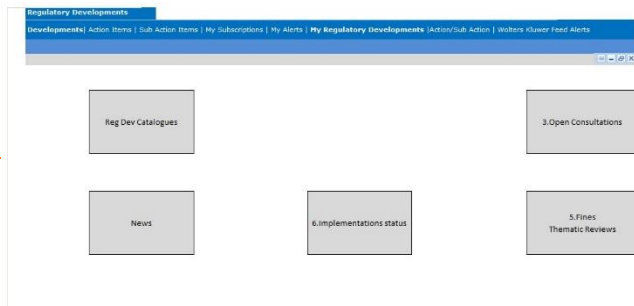 Regulatory Developments
Developments| Action Items | Sub Action Items | My Subscriptions | My Alerts | My Regulatory Developments |Action/Sub Action | Wolters Kluwer Feed Alerts
Reg Dev Catalogues
3.Open Consultations
News
6.Implementations status
5.Fines
Thematic Reviews